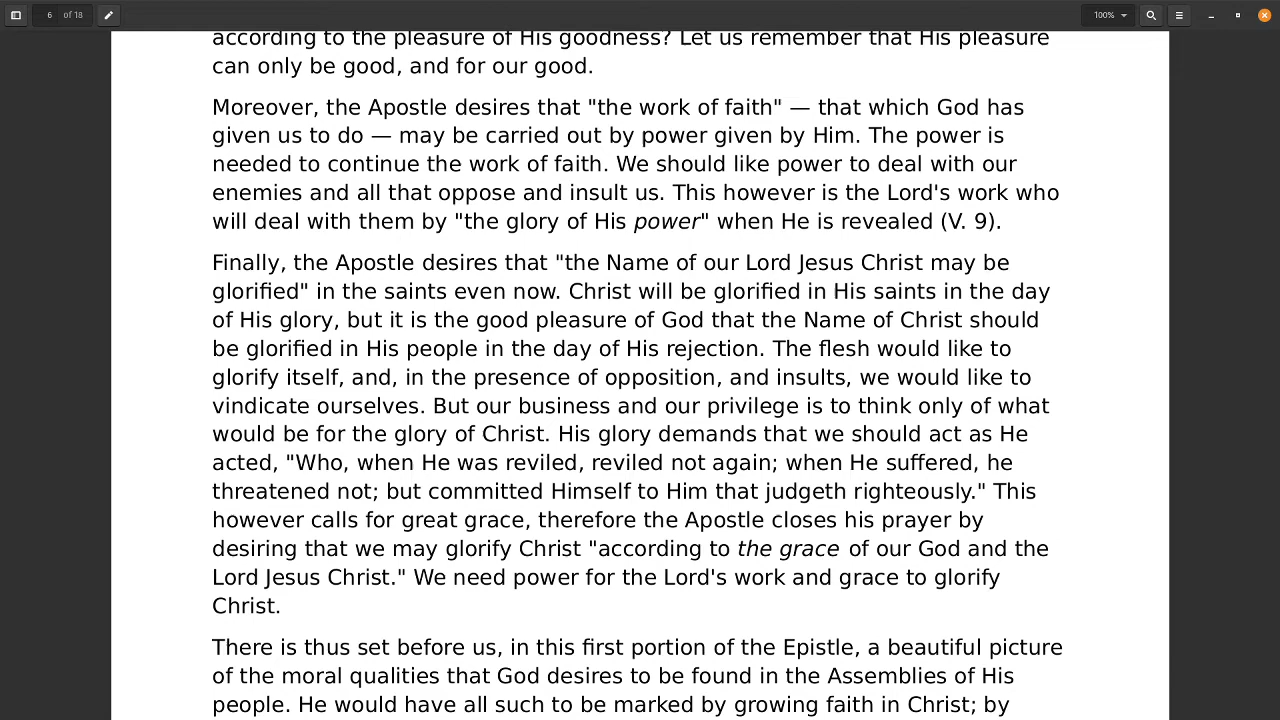 6 of 18
100%
according to the pleasure of His goodness? Let us remember that His pleasure
can only be good, and for our good.
Moreover, the Apostle desires that "the work of faith" — that which God has
given us to do — may be carried out by power given by Him. The power is
needed to continue the work of faith. We should like power to deal with our
enemies and all that oppose and insult us. This however is the Lord's work who
will deal with them by "the glory of His power" when He is revealed (V. 9).
Finally, the Apostle desires that "the Name of our Lord Jesus Christ may be
glorified" in the saints even now. Christ will be glorified in His saints in the day
of His glory, but it is the good pleasure of God that the Name of Christ should
be glorified in His people in the day of His rejection. The flesh would like to
glorify itself, and, in the presence of opposition, and insults, we would like to
vindicate ourselves. But our business and our privilege is to think only of what
would be for the glory of Christ. His glory demands that we should act as He
acted, "Who, when He was reviled, reviled not again; when He suffered, he
threatened not; but committed Himself to Him that judgeth righteously." This
however calls for great grace, therefore the Apostle closes his prayer by
desiring that we may glorify Christ "according to the grace of our God and the
Lord Jesus Christ." We need power for the Lord's work and grace to glorify
Christ.
There is thus set before us, in this first portion of the Epistle, a beautiful picture
of the moral qualities that God desires to be found in the Assemblies of His
people. He would have all such to be marked by growing faith in Christ; by